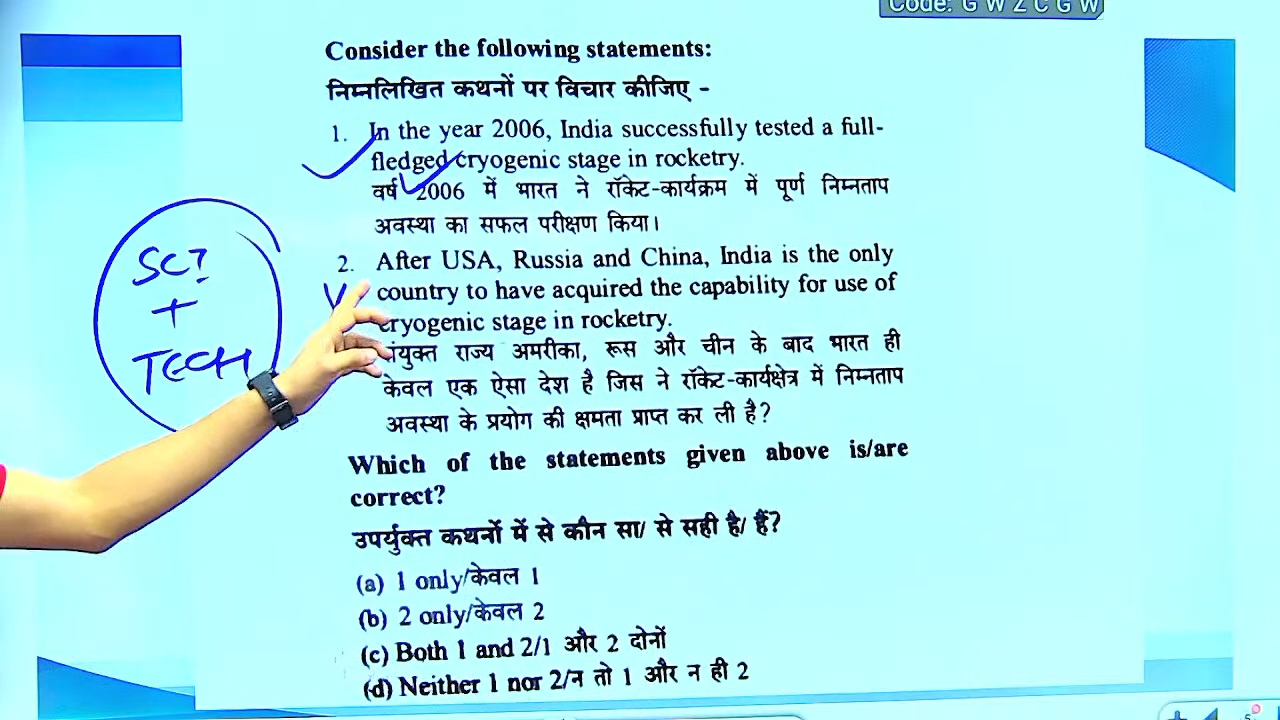 Code: G W Z C G W
Consider the following statements:
निम्नलिखित कथनों पर विचार कीजिए -
1. In the year 2006, India successfully tested a full-
fledged cryogenic stage in rocketry.
वर्ष 2006 में भारत ने रॉकेट-कार्यक्रम में पूर्ण निम्नताप
अवस्था का सफल परीक्षण किया।
2. After USA, Russia and China, India is the only
country to have acquired the capability for use of
cryogenic stage in rocketry.
संयुक्त राज्य अमरीका, रूस और चीन के बाद भारत ही
केवल एक ऐसा देश है जिस ने रॉकेट-कार्यक्षेत्र में निम्नताप
अवस्था के प्रयोग की क्षमता प्राप्त कर ली है?
SC?
+
TECH
Which of the statements given above is/are
correct?
उपर्युक्त कथनों में से कौन सा/ से सही है/ हैं?
(a) 1 only/केवल 1
(b) 2 only/केवल 2
(c) Both 1 and 2/1 और 2 दोनों
(d) Neither 1 nor 2/न तो 1 और न ही 2